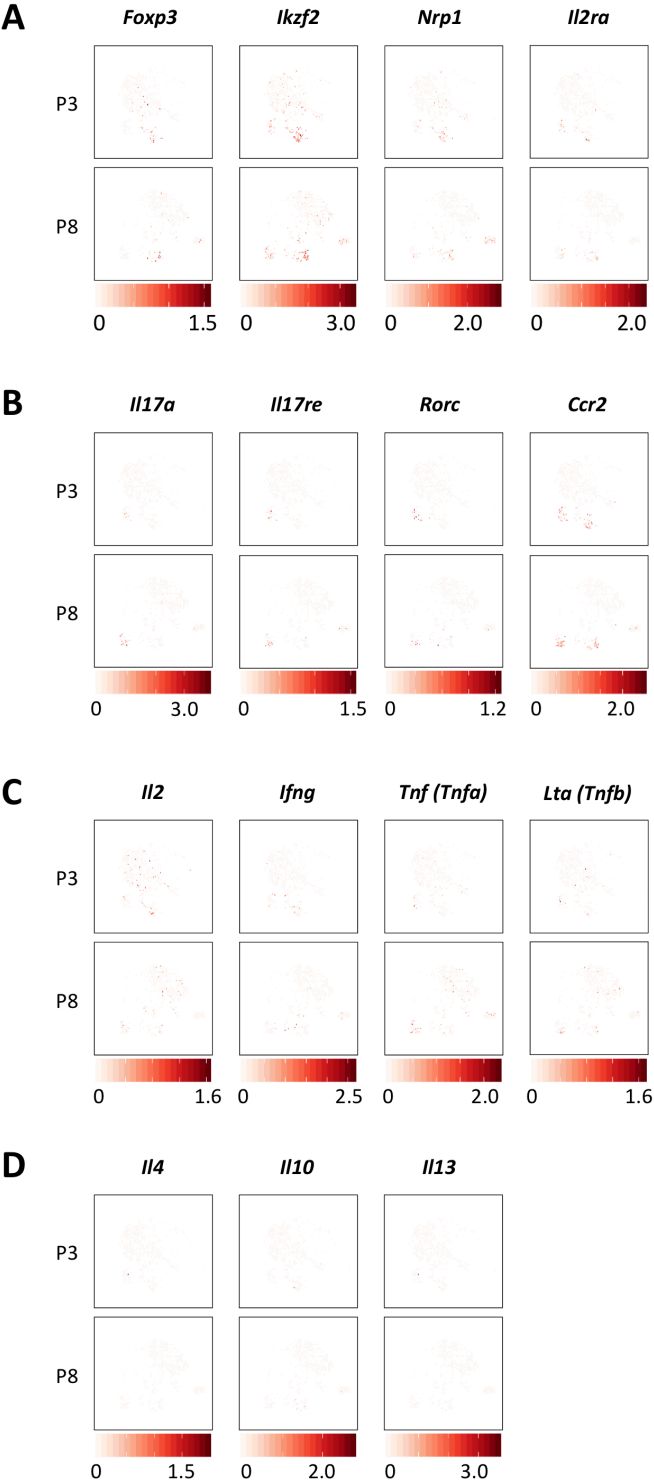 A
Foxp3 Ikzf2 Nrp1 Il2ra
P3
P8
0 1.5 0 3.0 0 2.0 0 2.0
B
Il17a Il17re Rorc Ccr2
P3
P8
0 3.0 0 1.5 0 1.2 0 2.0
C
Il2 Ifng Tnf (Tnfa) Lta (Tnfb)
P3
P8
0 1.6 0 2.5 0 2.0 0 1.6
D
Il4 Il10 Il13
P3
P8
0 1.5 0 2.0 0 3.0